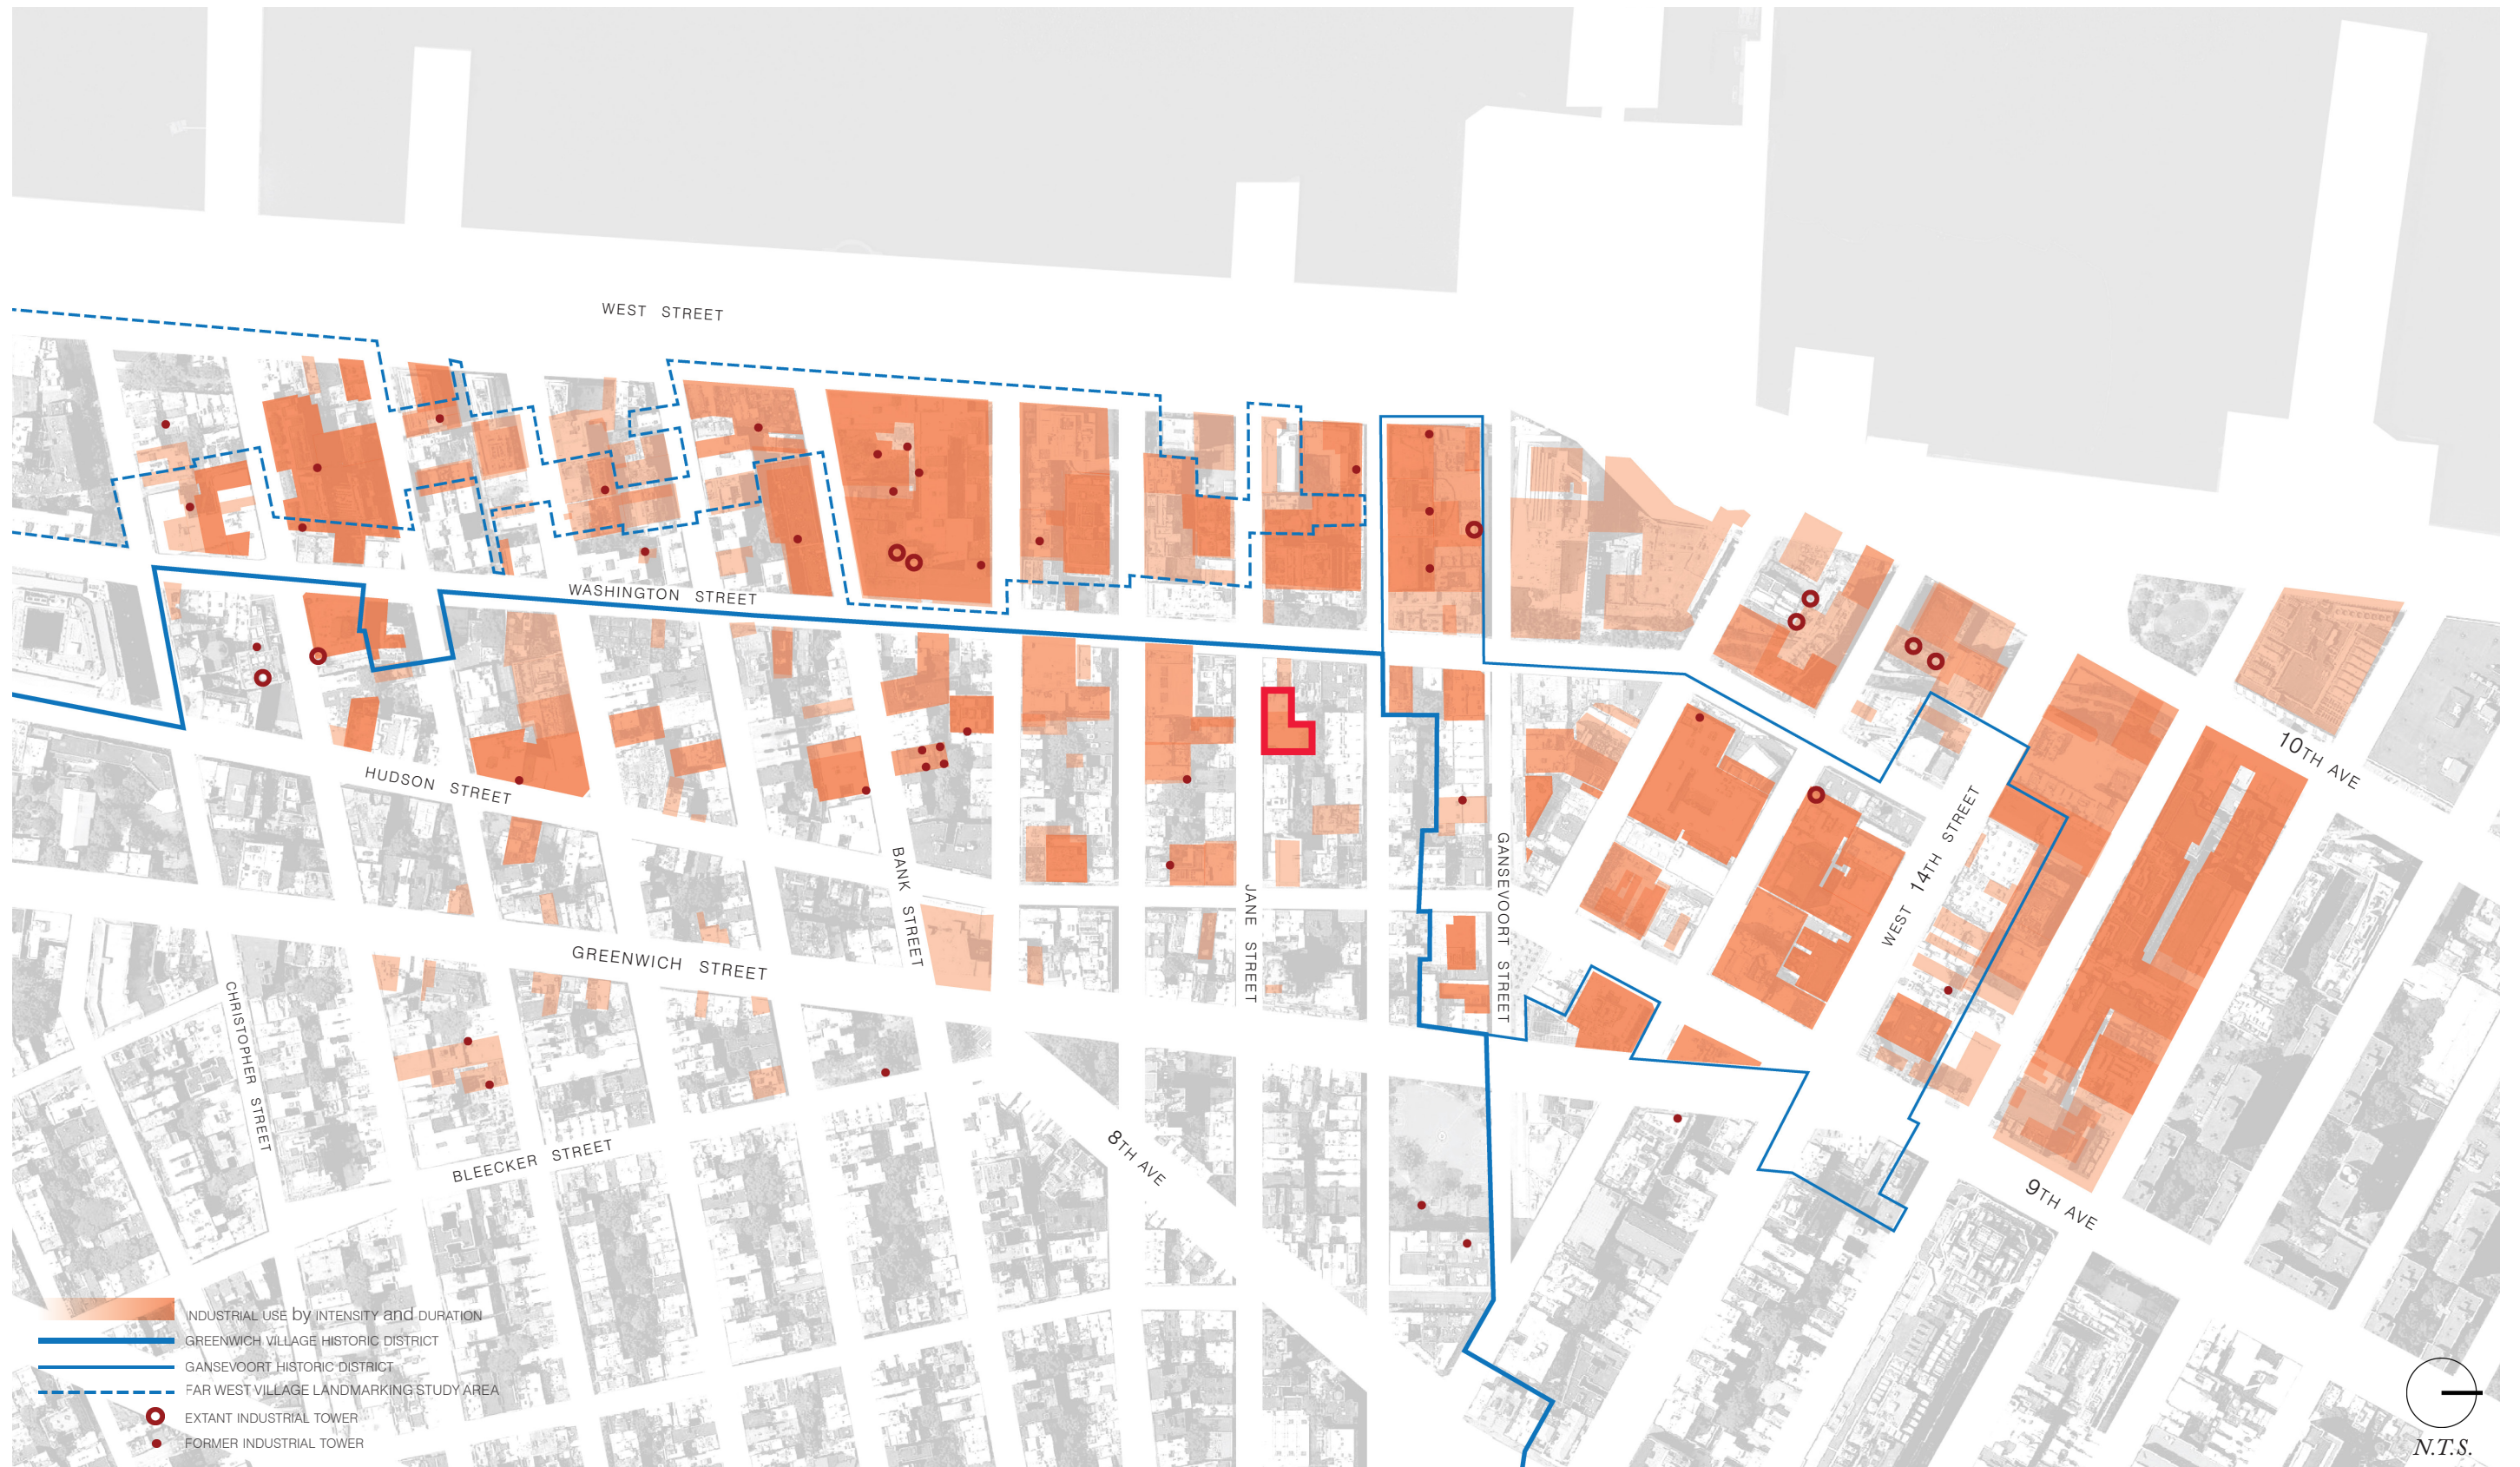 WEST STREET
WASHINGTON STREET
HUDSON STREET
GREENWICH STREET
BANK STREET
JANE STREET
GANSEVOORT STREET
WEST 14TH STREET
10TH AVE
CHRISTOPHER STREET
BLEECKER STREET
8TH AVE
9TH AVE
INDUSTRIAL USE by INTENSITY and DURATION
GREENWICH VILLAGE HISTORIC DISTRICT
GANSEVOORT HISTORIC DISTRICT
FAR WEST VILLAGE LANDMARKING STUDY AREA
EXTANT INDUSTRIAL TOWER
FORMER INDUSTRIAL TOWER
N.T.S.